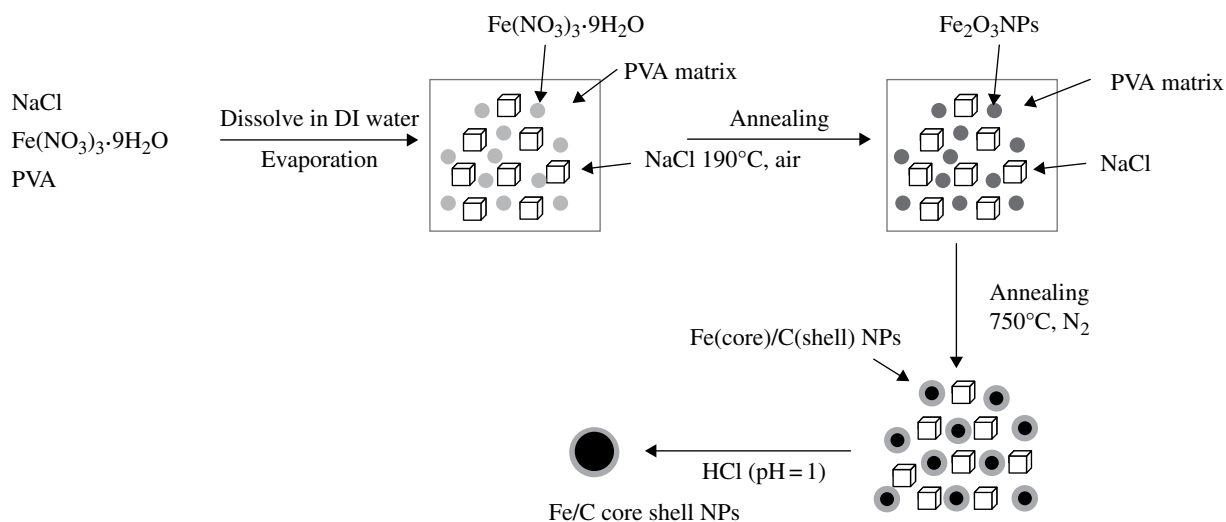 Fe(NO₃)₃·9H₂O
Fe₂O₃NPs
PVA matrix
PVA matrix
NaCl
Fe(NO₃)₃·9H₂O
PVA
Dissolve in DI water
Evaporation
Annealing
NaCl 190°C, air
NaCl
Annealing
750°C, N₂
Fe(core)/C(shell) NPs
HCl (pH = 1)
Fe/C core shell NPs